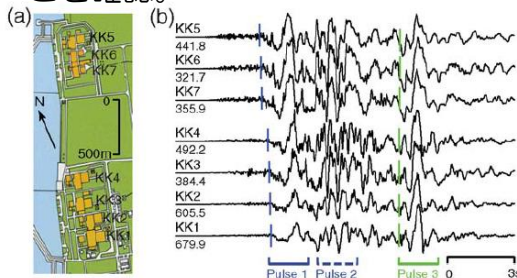 (a)
KK5
KK6
KK7
N
0
500m
KK4
KK3
KK2
KK1
(b)
KK5
441.8
KK6
321.7
KK7
355.9
KK4
492.2
KK3
384.4
KK2
605.5
KK1
679.9
Pulse 1
Pulse 2
Pulse 3
0